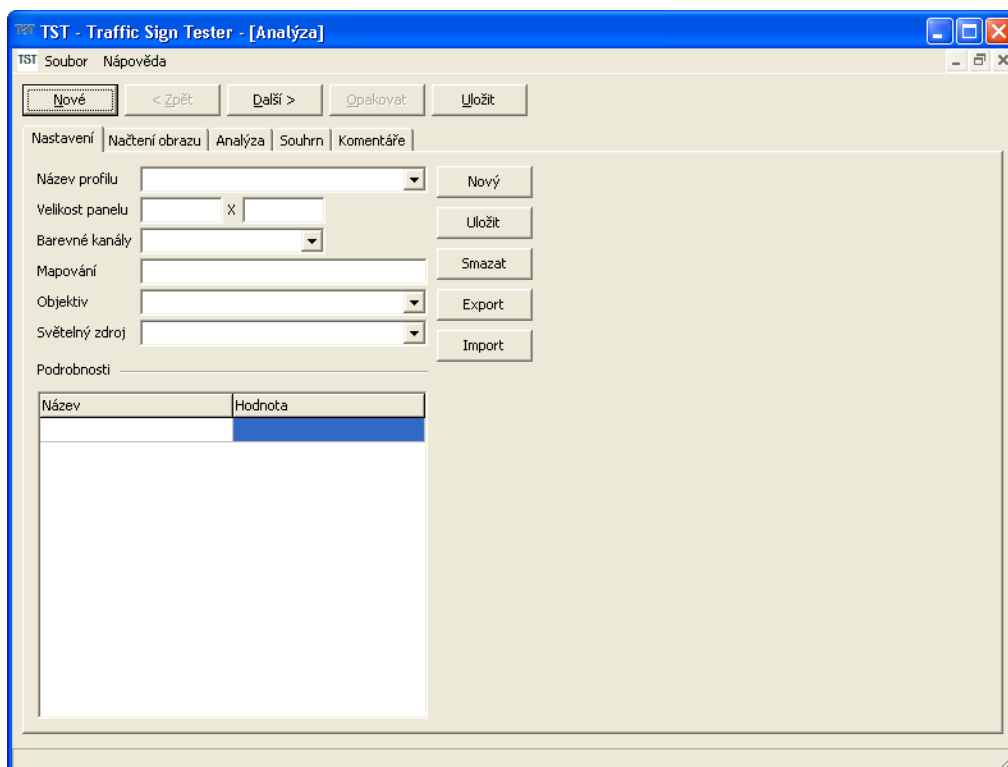 TST TST - Traffic Sign Tester - [Analýza]
TST Soubor Nápověda
Nové < Zpět Další > Opakovat Uložit
Nastavení Načtení obrazu Analýza Souhrn Komentáře
Název profilu Nový
Velikost panelu X Uložit
Barevné kanály
Mapování Smazat
Objektiv Export
Světelný zdroj Import
Podrobnosti
Název Hodnota